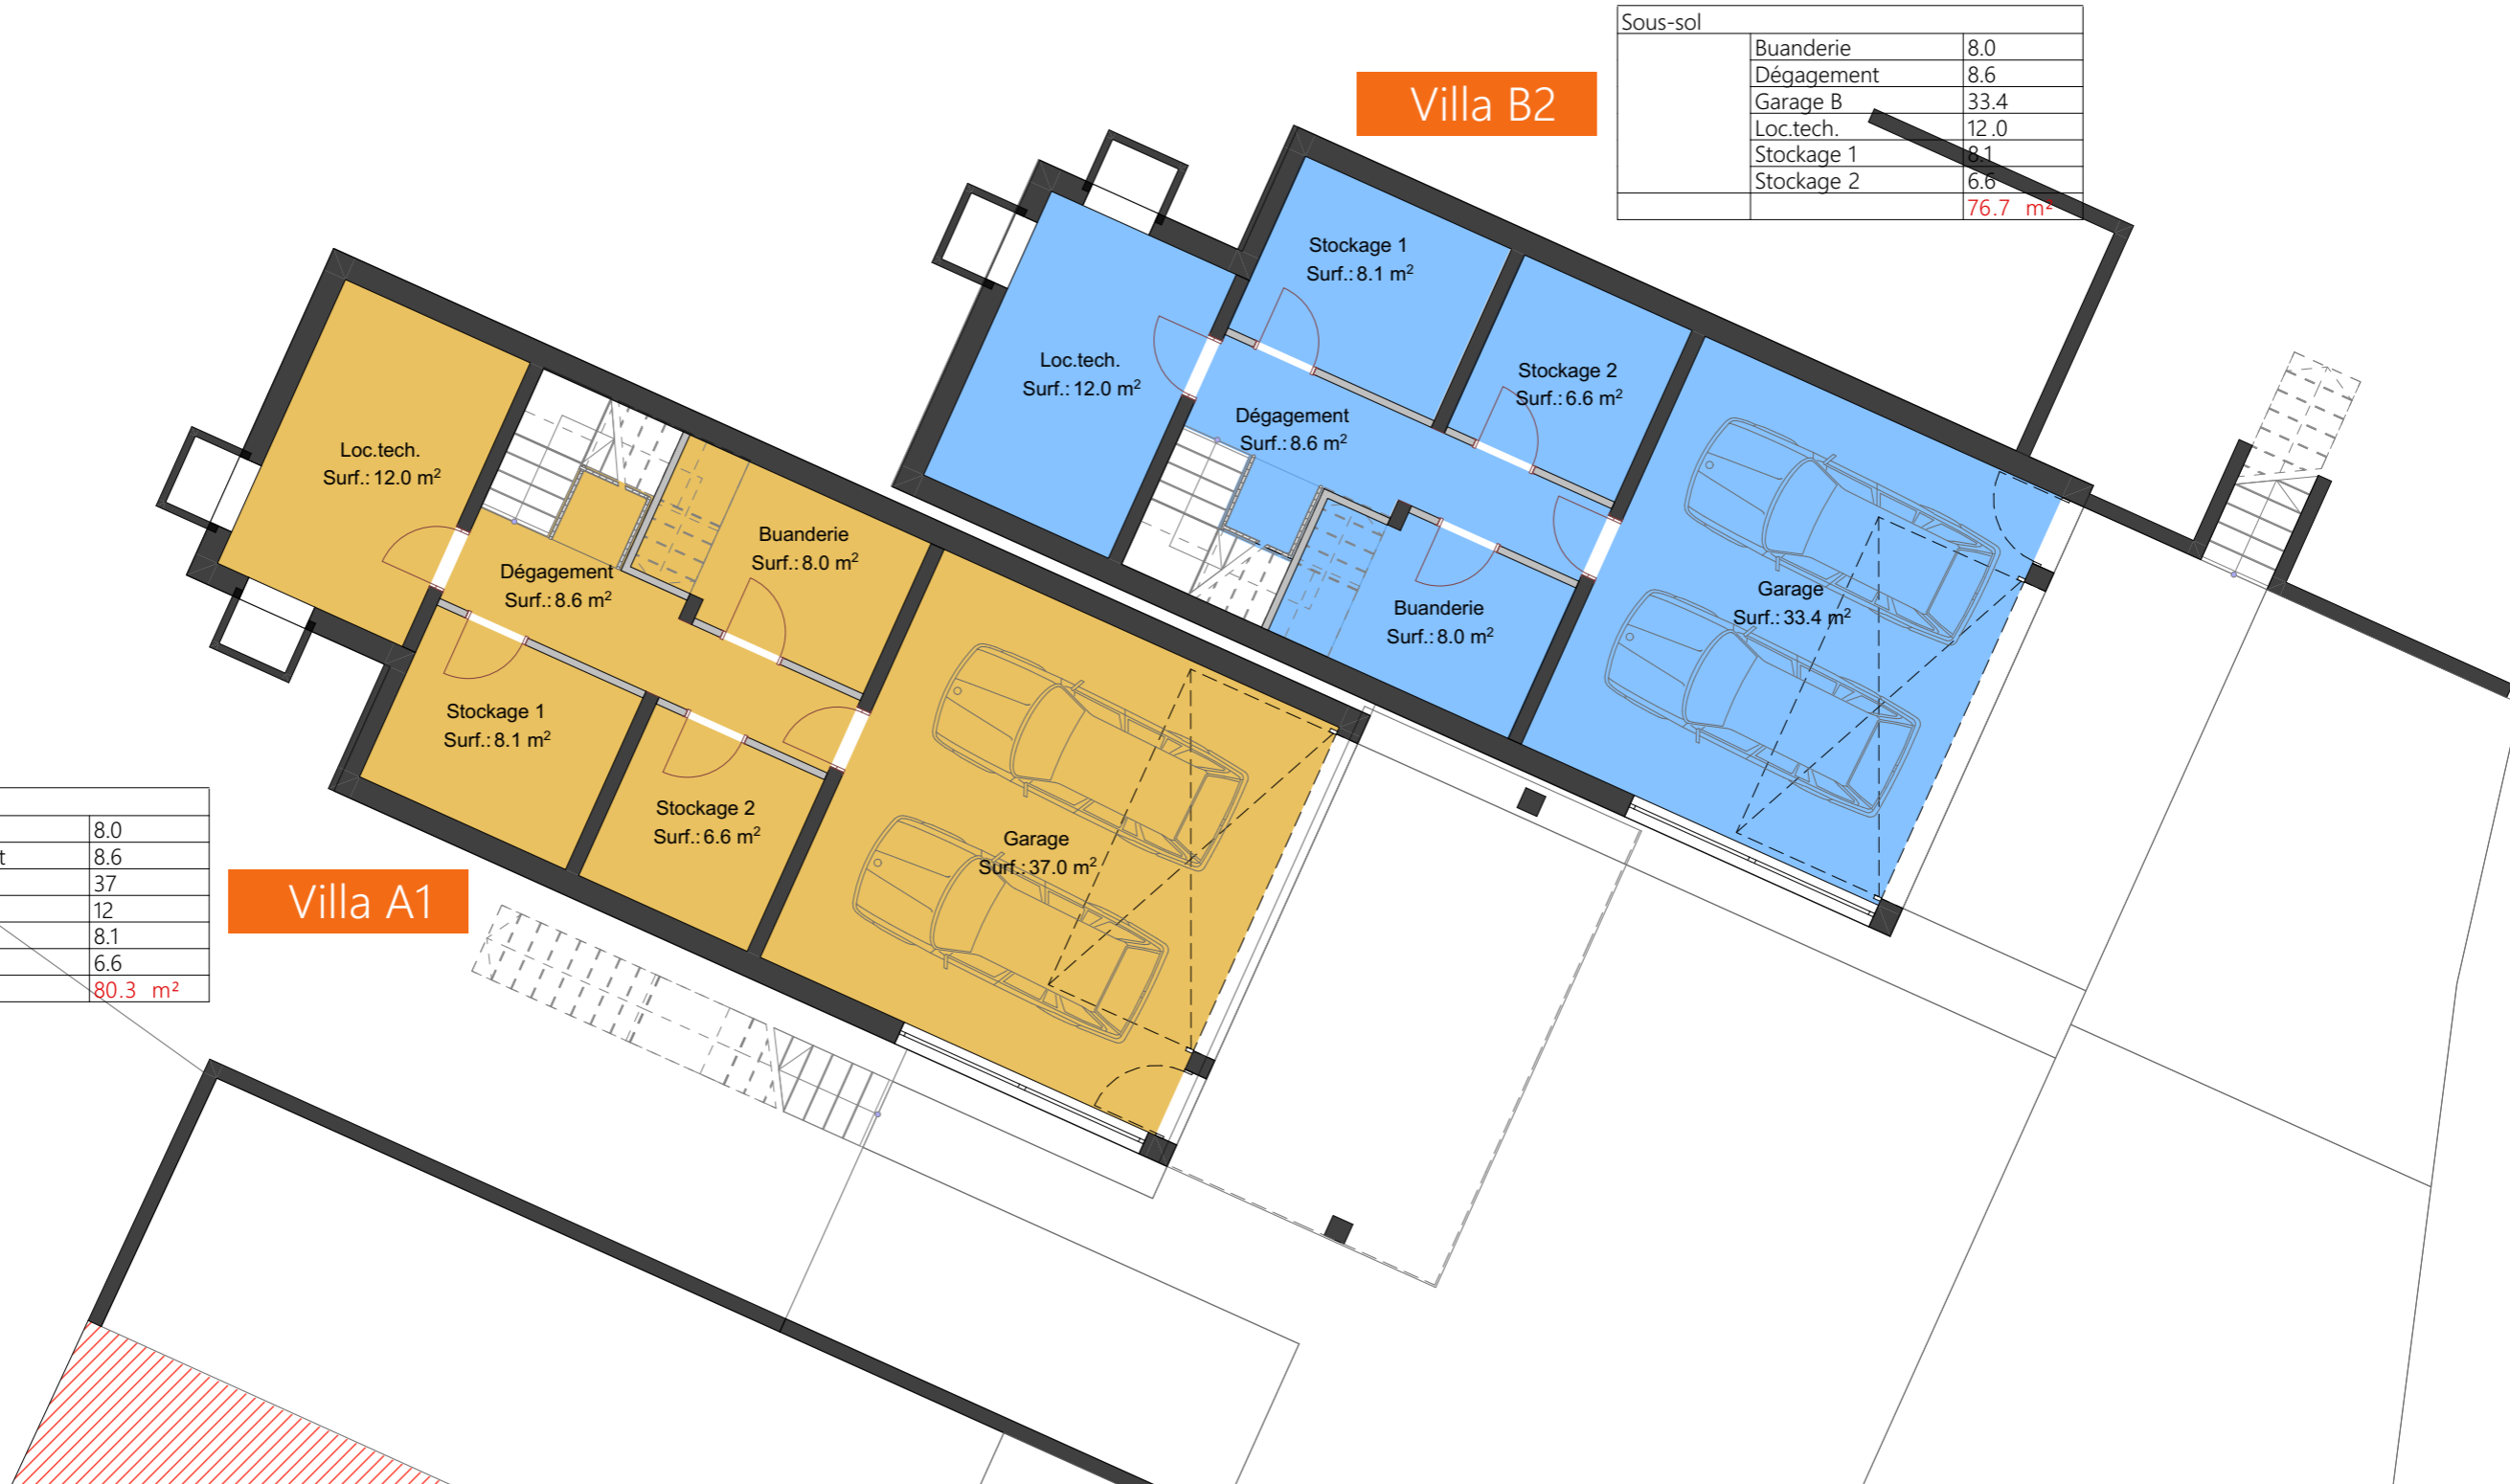 Sous-sol
Buanderie 8.0
Dégagement 8.6
Garage B 33.4
Loc.tech. 12.0
Stockage 1 8.1
Stockage 2 6.6
76.7 m²
Villa B2
Stockage 1
Surf.: 8.1 m²
Stockage 2
Surf.: 6.6 m²
Loc.tech.
Surf.: 12.0 m²
Dégagement
Surf.: 8.6 m²
Buanderie
Surf.: 8.0 m²
Garage
Surf.: 33.4 m²
Loc.tech.
Surf.: 12.0 m²
Buanderie
Surf.: 8.0 m²
Dégagement
Surf.: 8.6 m²
Stockage 1
Surf.: 8.1 m²
Stockage 2
Surf.: 6.6 m²
Garage
Surf.: 37.0 m²
Villa A1
8.0
t 8.6
37
12
8.1
6.6
80.3 m²